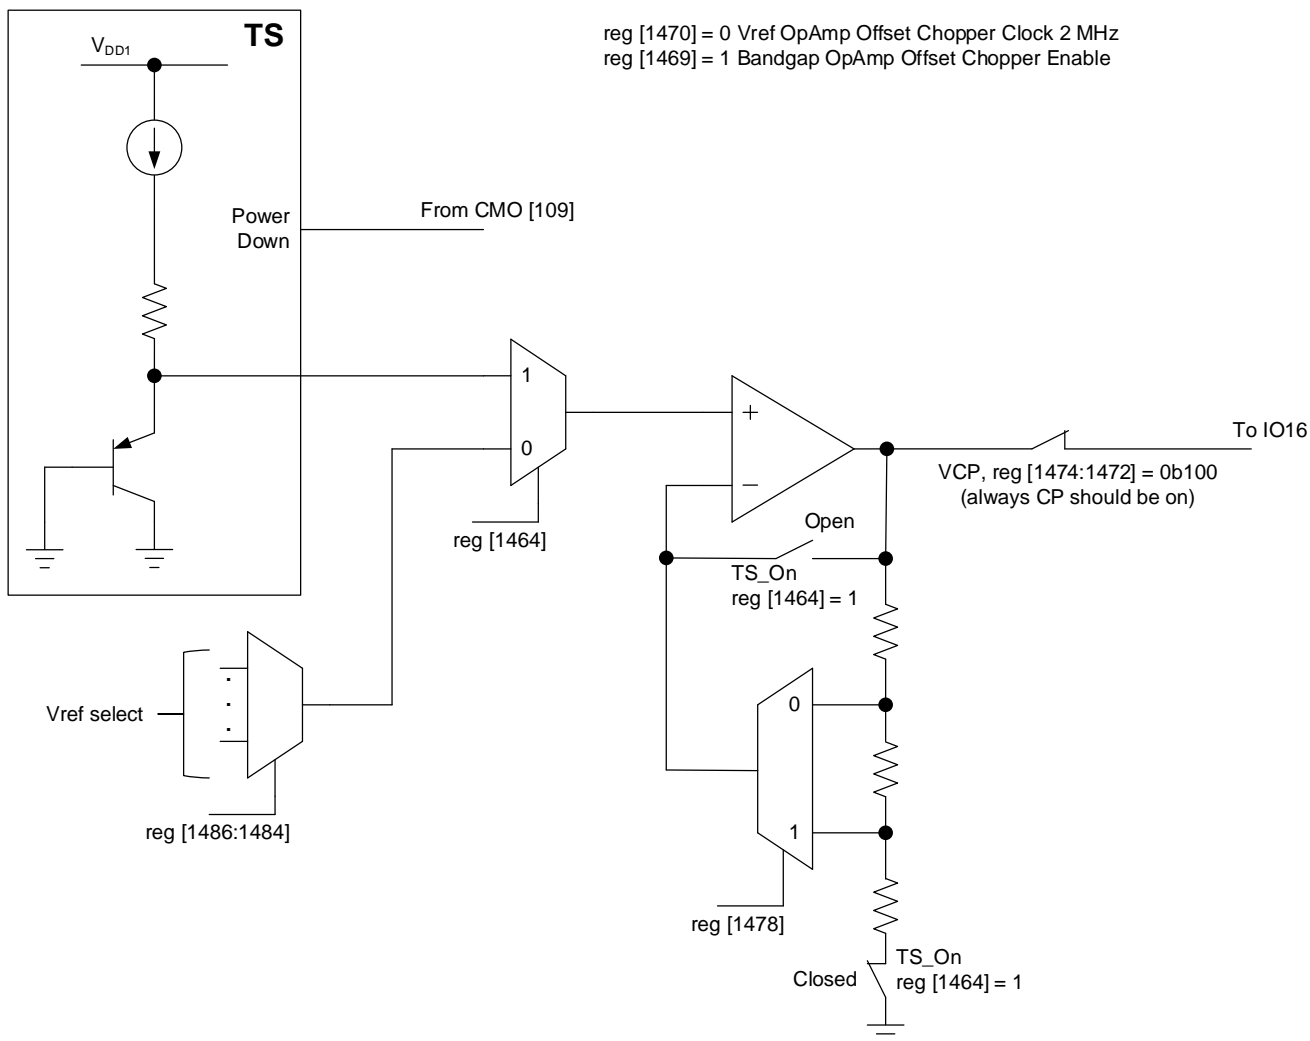 TS
reg [1470] = 0 Vref OpAmp Offset Chopper Clock 2 MHz
reg [1469] = 1 Bandgap OpAmp Offset Chopper Enable
VDD1
Power
Down
From CMO [109]
1
0
reg [1464]
+
−
To IO16
VCP, reg [1474:1472] = 0b100
(always CP should be on)
Open
TS_On
reg [1464] = 1
Vref select
reg [1486:1484]
0
1
reg [1478]
Closed
TS_On
reg [1464] = 1